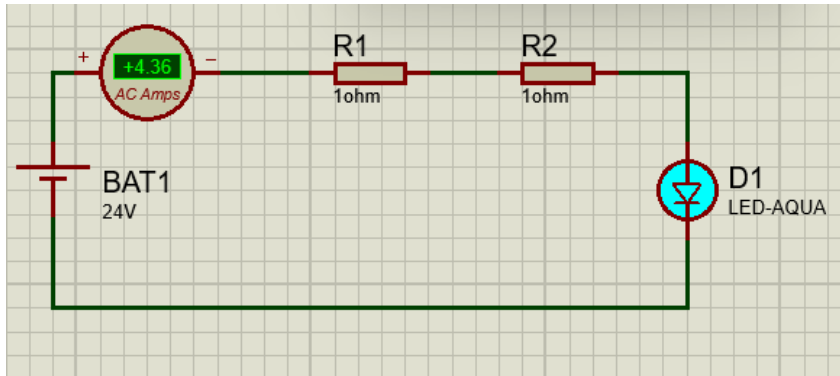 + +4.36 −
AC Amps
R1
1ohm
R2
1ohm
BAT1
24V
D1
LED-AQUA